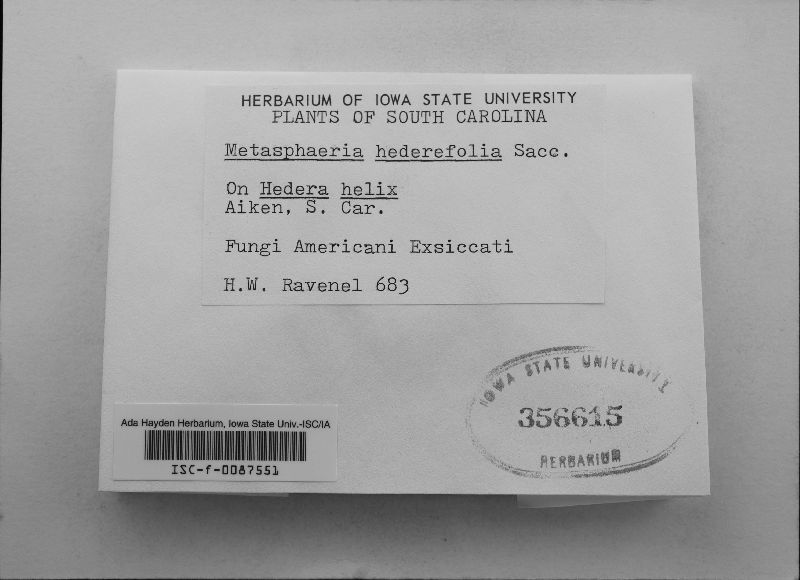 HERBARIUM OF IOWA STATE UNIVERSITY
PLANTS OF SOUTH CAROLINA
Metasphaeria hederefolia Sacc.
On Hedera helix
Aiken, S. Car.
Fungi Americani Exsiccati
H.W. Ravenel 683
IOWA STATE UNIVERSITY
356615
HERBARIUM
Ada Hayden Herbarium, Iowa State Univ.-ISC/IA
ISC-f-0087551